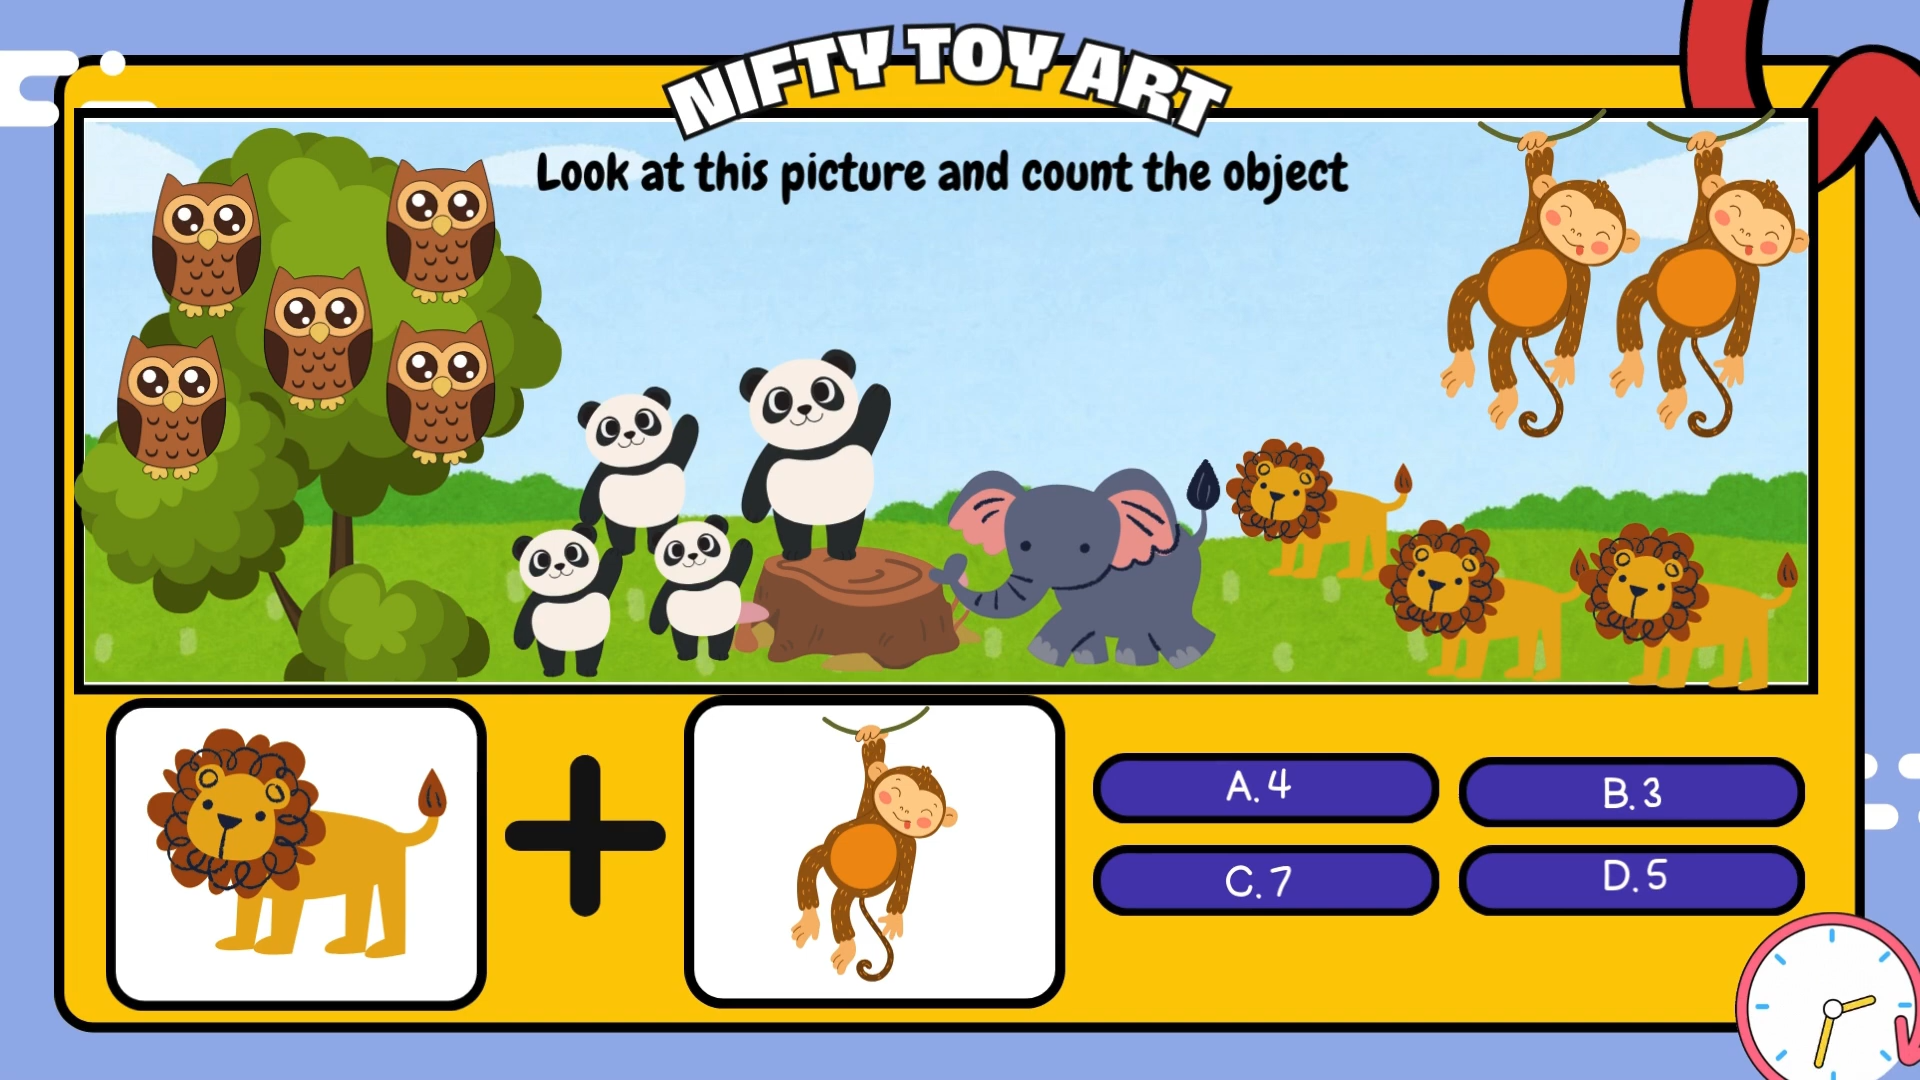 NIFTY TOY ART
Look at this picture and count the object
A. 4
B. 3
C. 7
D. 5